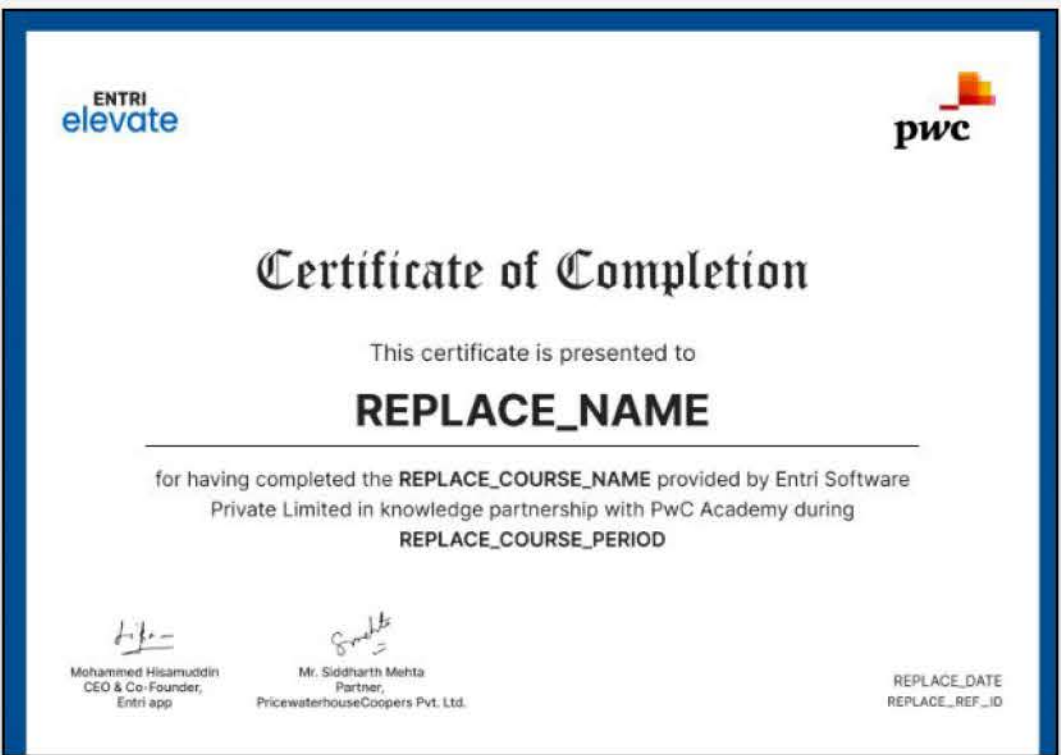 ENTRI
elevate
pwc
Certificate of Completion
This certificate is presented to
REPLACE_NAME
for having completed the REPLACE_COURSE_NAME provided by Entri Software
Private Limited in knowledge partnership with PwC Academy during
REPLACE_COURSE_PERIOD
Mohammed Hisamuddin
CEO & Co-Founder,
Entri app
Mr. Siddharth Mehta
Partner,
PricewaterhouseCoopers Pvt. Ltd.
REPLACE_DATE
REPLACE_REF_ID